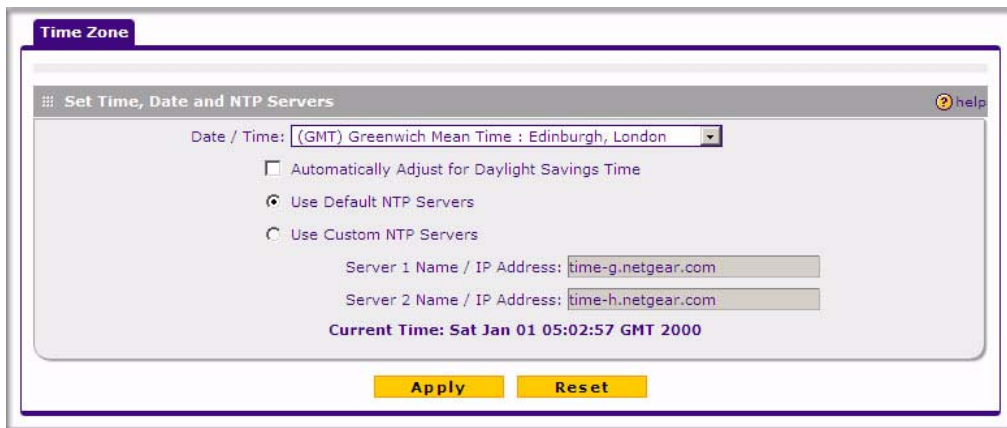 Time Zone
Set Time, Date and NTP Servers
help
Date / Time: (GMT) Greenwich Mean Time : Edinburgh, London
Automatically Adjust for Daylight Savings Time
Use Default NTP Servers
Use Custom NTP Servers
Server 1 Name / IP Address: time-g.netgear.com
Server 2 Name / IP Address: time-h.netgear.com
Current Time: Sat Jan 01 05:02:57 GMT 2000
Apply Reset